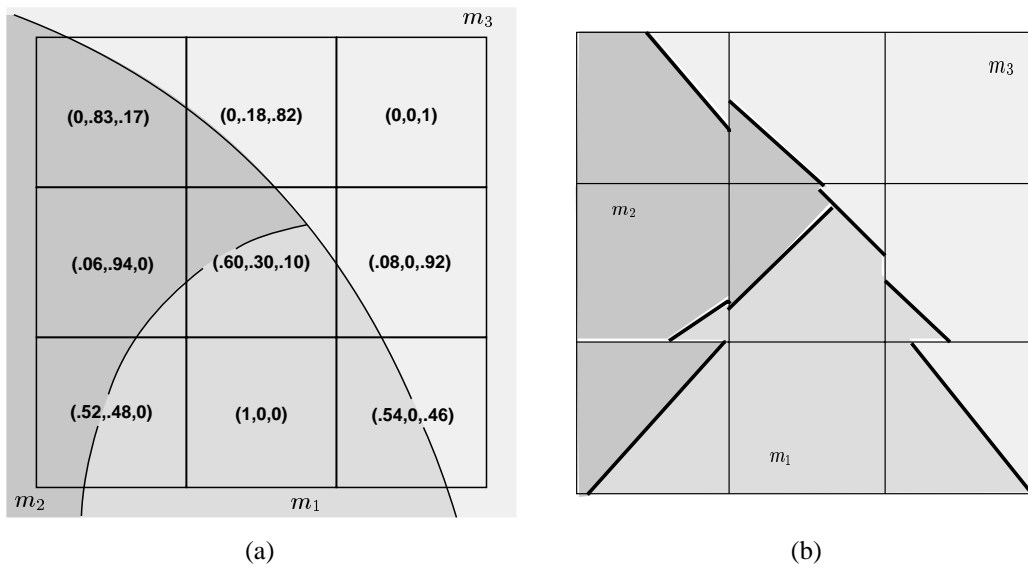 m₃
(0,.83,.17) (0,.18,.82) (0,0,1)
(.06,.94,0) (.60,.30,.10) (.08,0,.92)
(.52,.48,0) (1,0,0) (.54,0,.46)
m₂ m₁
(a)
m₃
m₂
m₁
(b)